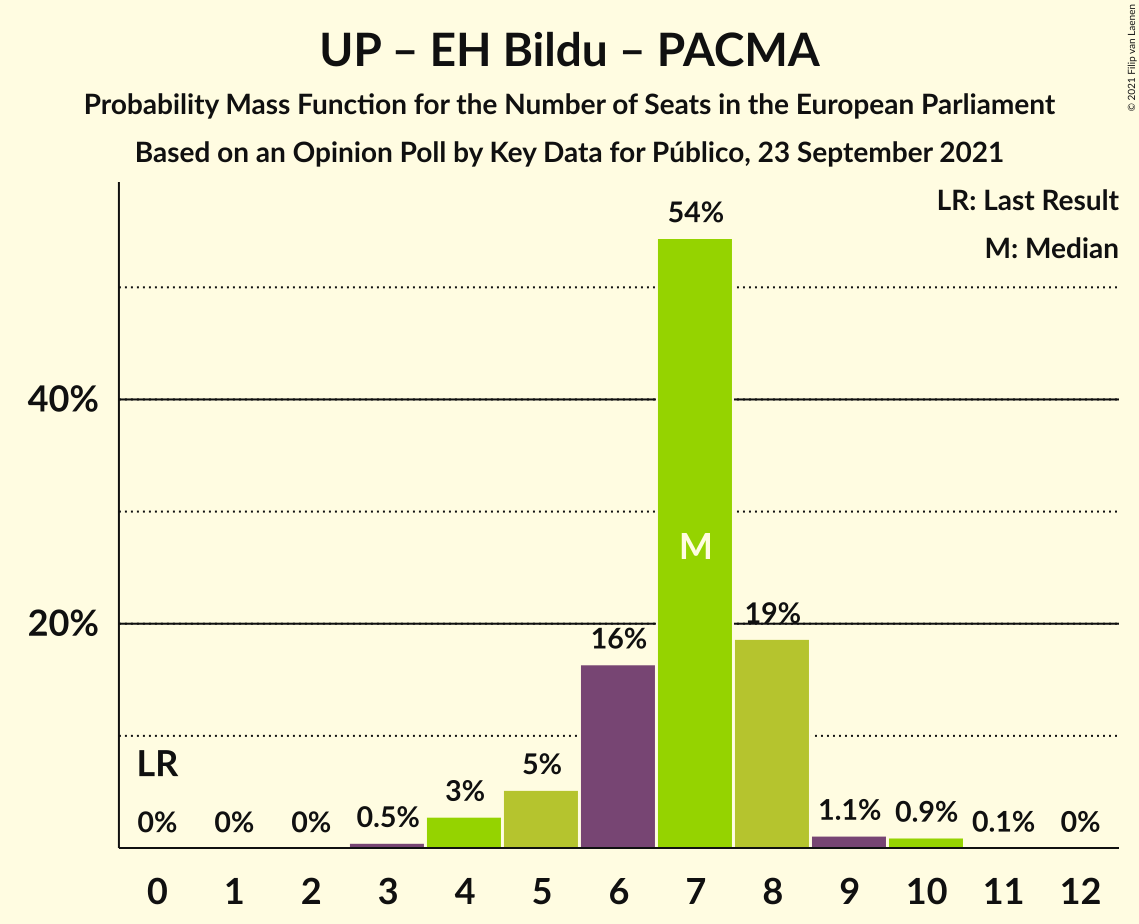 UP – EH Bildu – PACMA
Probability Mass Function for the Number of Seats in the European Parliament
Based on an Opinion Poll by Key Data for Público, 23 September 2021
© 2021 Filip van Laenen
LR: Last Result
M: Median
54%
40%
M
20%
19%
16%
LR
5%
3%
0% 0% 0% 0.5% 1.1% 0.9% 0.1% 0%
0 1 2 3 4 5 6 7 8 9 10 11 12